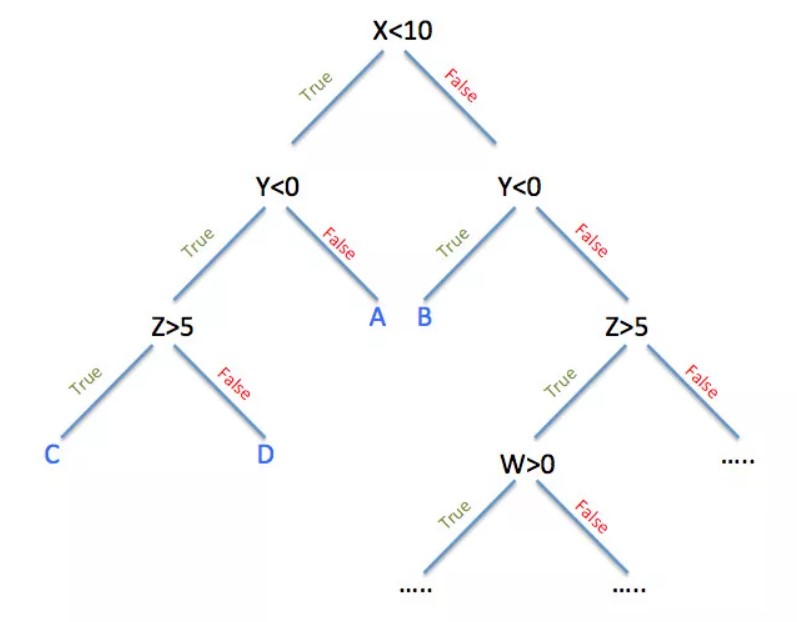 X<10
True
False
Y<0
Y<0
True
False
True
False
Z>5
A
B
Z>5
True
False
True
False
C
D
W>0
.....
True
False
.....
.....